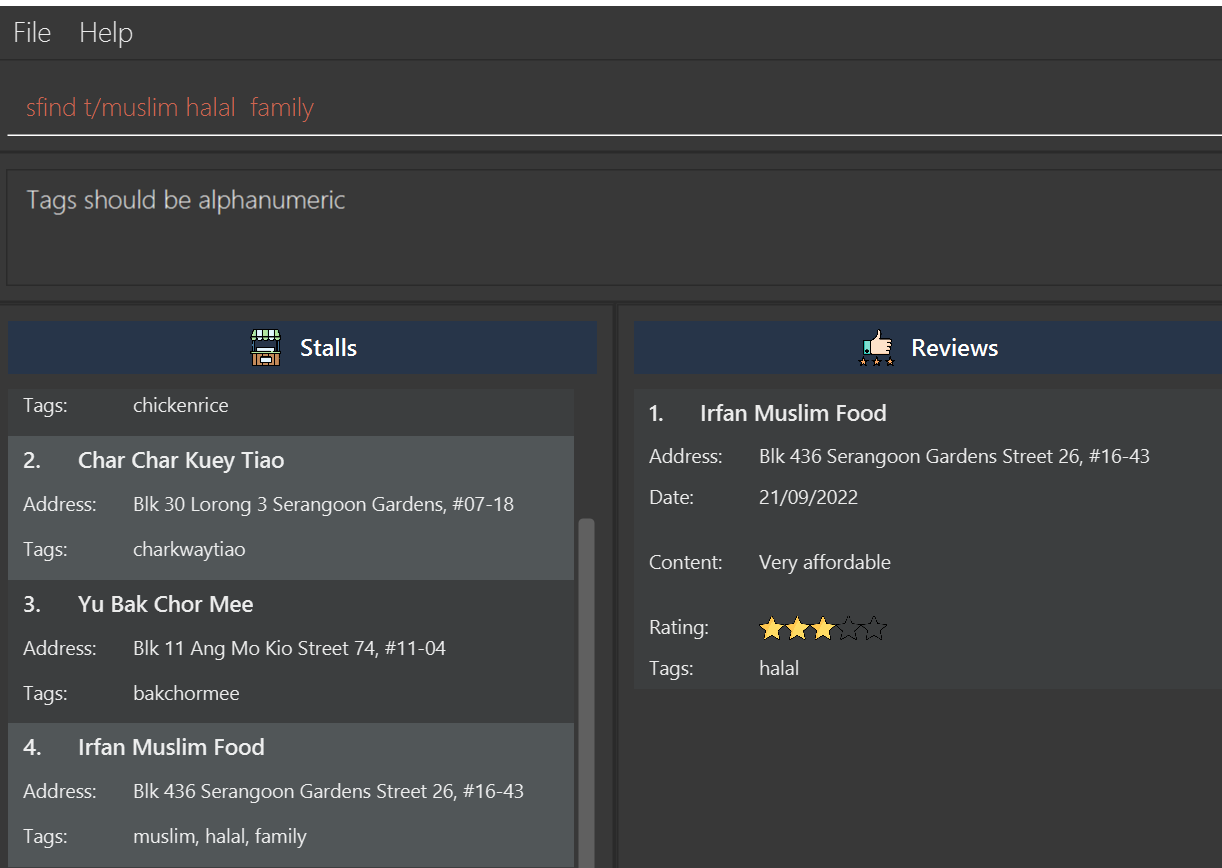 File Help
sfind t/muslim halal  family
Tags should be alphanumeric
Stalls
Tags: chickenrice
2. Char Char Kuey Tiao
Address: Blk 30 Lorong 3 Serangoon Gardens, #07-18
Tags: charkwaytiao
3. Yu Bak Chor Mee
Address: Blk 11 Ang Mo Kio Street 74, #11-04
Tags: bakchormee
4. Irfan Muslim Food
Address: Blk 436 Serangoon Gardens Street 26, #16-43
Tags: muslim, halal, family
Reviews
1. Irfan Muslim Food
Address: Blk 436 Serangoon Gardens Street 26, #16-43
Date: 21/09/2022
Content: Very affordable
Rating:
Tags: halal